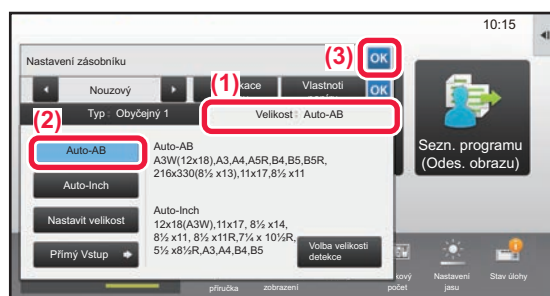 10:15
(3)
Nastavení zásobníku
OK
(1)
Nouzový
kace
Vlastnosti
OK
(2)
Typ : Obyčejný 1
Velikost : Auto-AB
Auto-AB
Auto-AB
A3W(12x18),A3,A4,A5R,B4,B5,B5R,
216x330(8½ x13),11x17,8½ x11
Auto-Inch
Auto-Inch
12x18(A3W),11x17, 8½ x14,
8½ x11, 8½ x11R,7¼ x 10½R,
5½ x8½R,A3,A4,B4,B5
Nastavit velikost
Přímý Vstup
Volba velikosti
detekce
Sezn. programu
(Odes. obrazu)
příručka
zobrazení
kový
počet
Nastavení
jasu
Stav úlohy